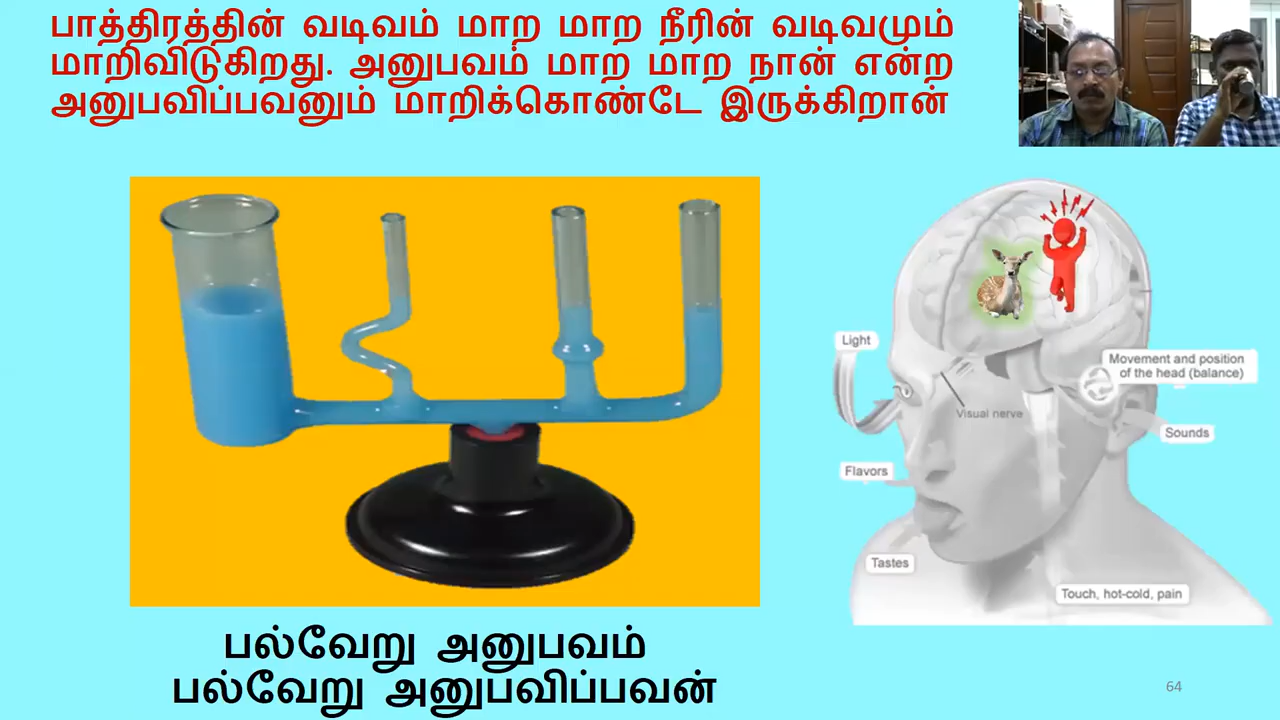 பாத்திரத்தின் வடிவம் மாற மாற நீரின் வடிவமும்
மாறிவிடுகிறது. அனுபவம் மாற மாற நான் என்ற
அனுபவிப்பவனும் மாறிக்கொண்டே இருக்கிறான்
Light
Movement and position
of the head (balance)
Visual nerve
Sounds
Flavors
Tastes
Touch, hot-cold, pain
பல்வேறு அனுபவம்
பல்வேறு அனுபவிப்பவன்
64